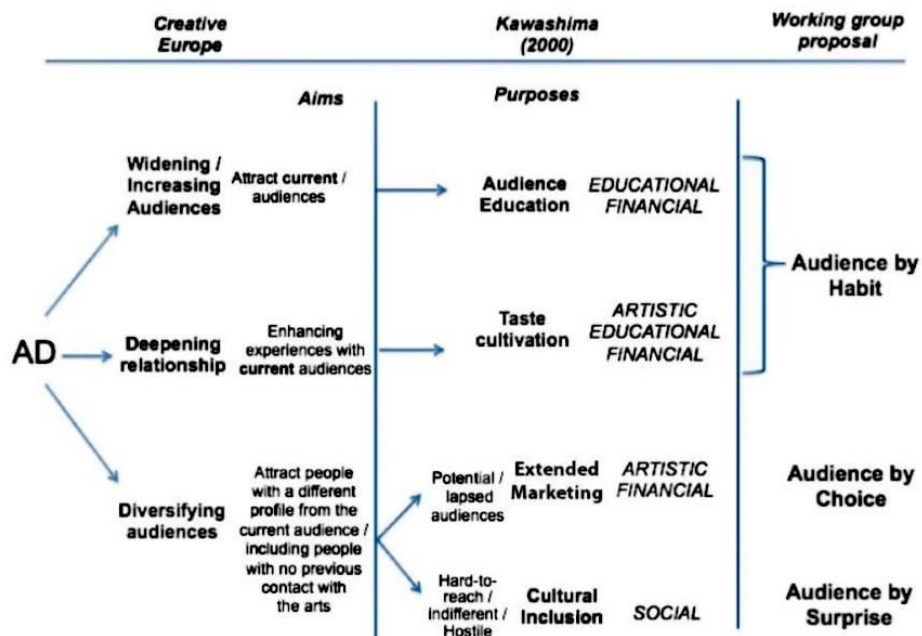 Creative
Europe
Kawashima
(2000)
Working group
proposal
Aims
Purposes
Widening /
Increasing
Audiences
Attract current /
audiences
Audience
Education
EDUCATIONAL
FINANCIAL
Audience by
Habit
AD
Deepening
relationship
Enhancing
experiences with
current audiences
Taste
cultivation
ARTISTIC
EDUCATIONAL
FINANCIAL
Diversifying
audiences
Attract people
with a different
profile from the
current audience /
including people
with no previous
contact with
the arts
Potential /
lapsed
audiences
Extended
Marketing
ARTISTIC
FINANCIAL
Audience by
Choice
Hard-to-
reach /
indifferent /
Hostile
Cultural
Inclusion
SOCIAL
Audience by
Surprise